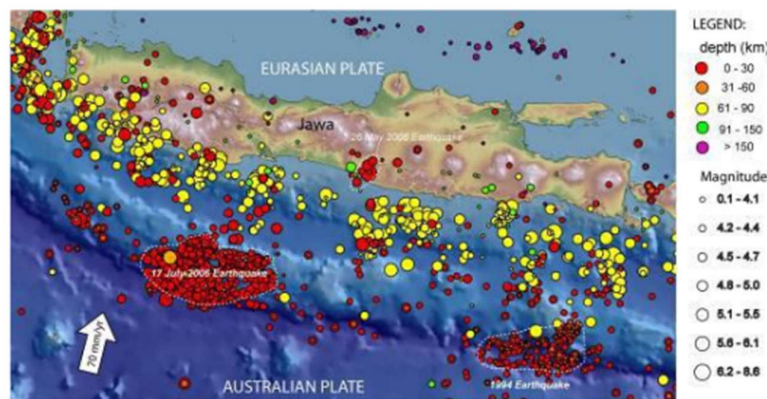 LEGEND:
depth (km)
0 - 30
31 - 60
61 - 90
91 - 150
> 150
Magnitude
0.1 - 4.1
4.2 - 4.4
4.5 - 4.7
4.8 - 5.0
5.1 - 5.5
5.6 - 6.1
6.2 - 8.6
EURASIAN PLATE
Jawa
26 May 2006 Earthquake
17 July 2006 Earthquake
70 mm/yr
1994 Earthquake
AUSTRALIAN PLATE